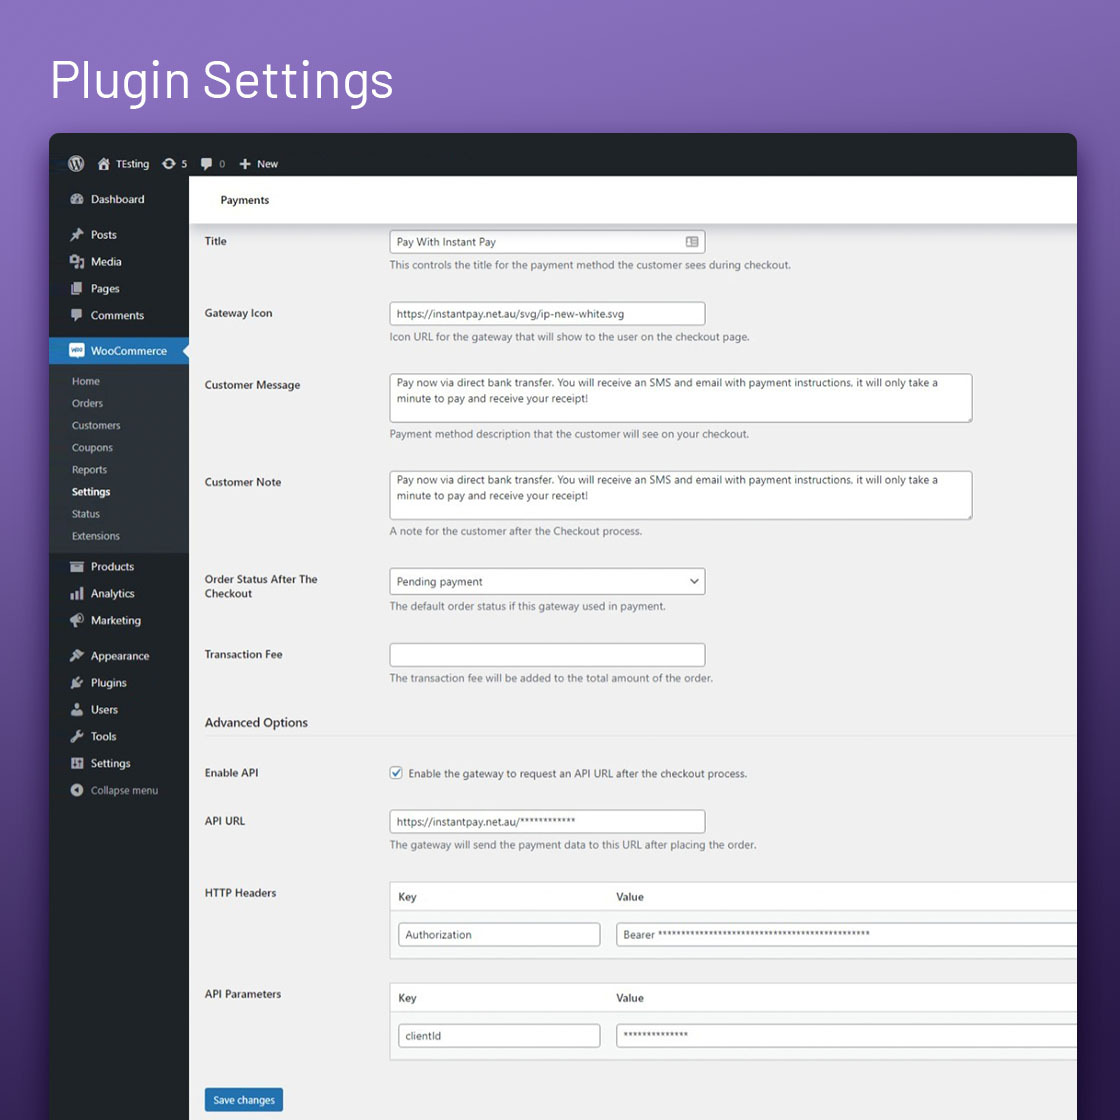 Plugin Settings
TEsting 5 0 New
Dashboard
Posts
Media
Pages
Comments
WooCommerce
Home
Orders
Customers
Coupons
Reports
Settings
Status
Extensions
Products
Analytics
Marketing
Appearance
Plugins
Users
Tools
Settings
Collapse menu
Payments
Title
Pay With Instant Pay
This controls the title for the payment method the customer sees during checkout.
Gateway Icon
https://instantpay.net.au/svg/ip-new-white.svg
Icon URL for the gateway that will show to the user on the checkout page.
Customer Message
Pay now via direct bank transfer. You will receive an SMS and email with payment instructions, it will only take a
minute to pay and receive your receipt!
Payment method description that the customer will see on your checkout.
Customer Note
Pay now via direct bank transfer. You will receive an SMS and email with payment instructions, it will only take a
minute to pay and receive your receipt!
A note for the customer after the Checkout process.
Order Status After The
Checkout
Pending payment
The default order status if this gateway used in payment.
Transaction Fee
The transaction fee will be added to the total amount of the order.
Advanced Options
Enable API
Enable the gateway to request an API URL after the checkout process.
API URL
https://instantpay.net.au/************
The gateway will send the payment data to this URL after placing the order.
HTTP Headers
Key Value
Authorization Bearer **********************************************
API Parameters
Key Value
clientId **************
Save changes